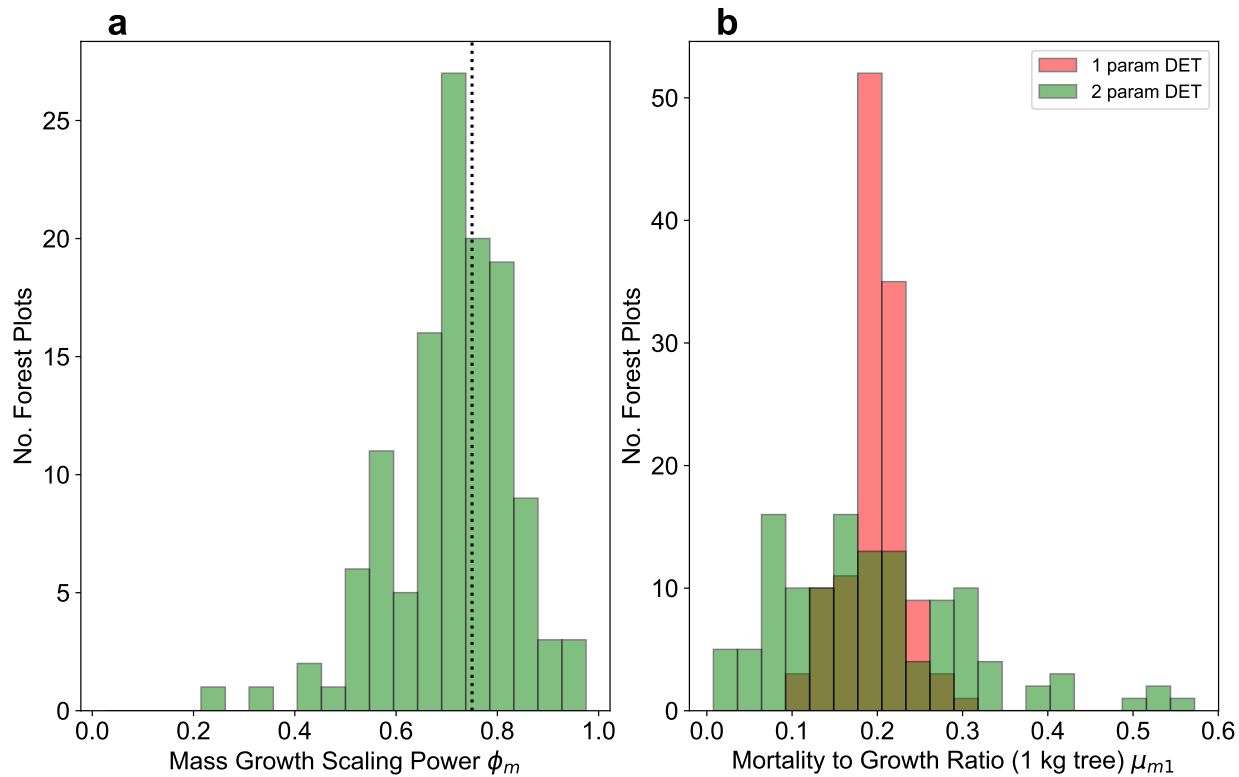 a
No. Forest Plots
25
20
15
10
5
0
0.0 0.2 0.4 0.6 0.8 1.0
Mass Growth Scaling Power ϕₘ
b
1 param DET
2 param DET
No. Forest Plots
50
40
30
20
10
0
0.0 0.1 0.2 0.3 0.4 0.5 0.6
Mortality to Growth Ratio (1 kg tree) μₘ₁